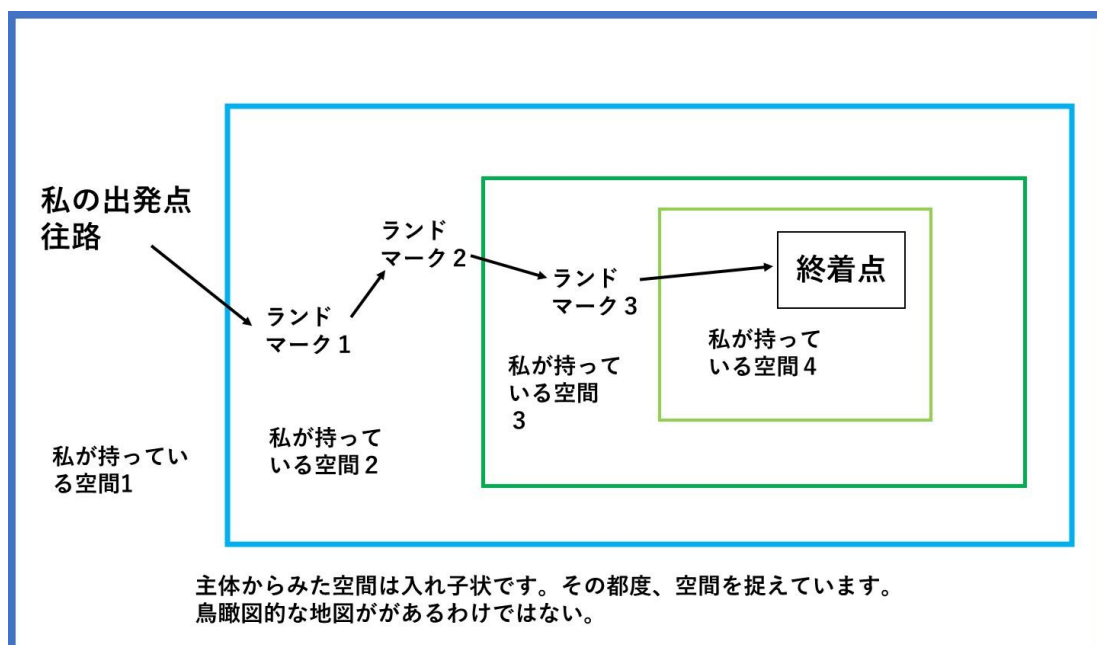 私の出発点
往路
ランド
マーク２
ランド
マーク１
ランド
マーク３
終着点
私が持って
いる空間４
私が持って
いる空間
３
私が持って
いる空間２
私が持ってい
る空間1
主体からみた空間は入れ子状です。その都度、空間を捉えています。
鳥瞰図的な地図ががあるわけではない。